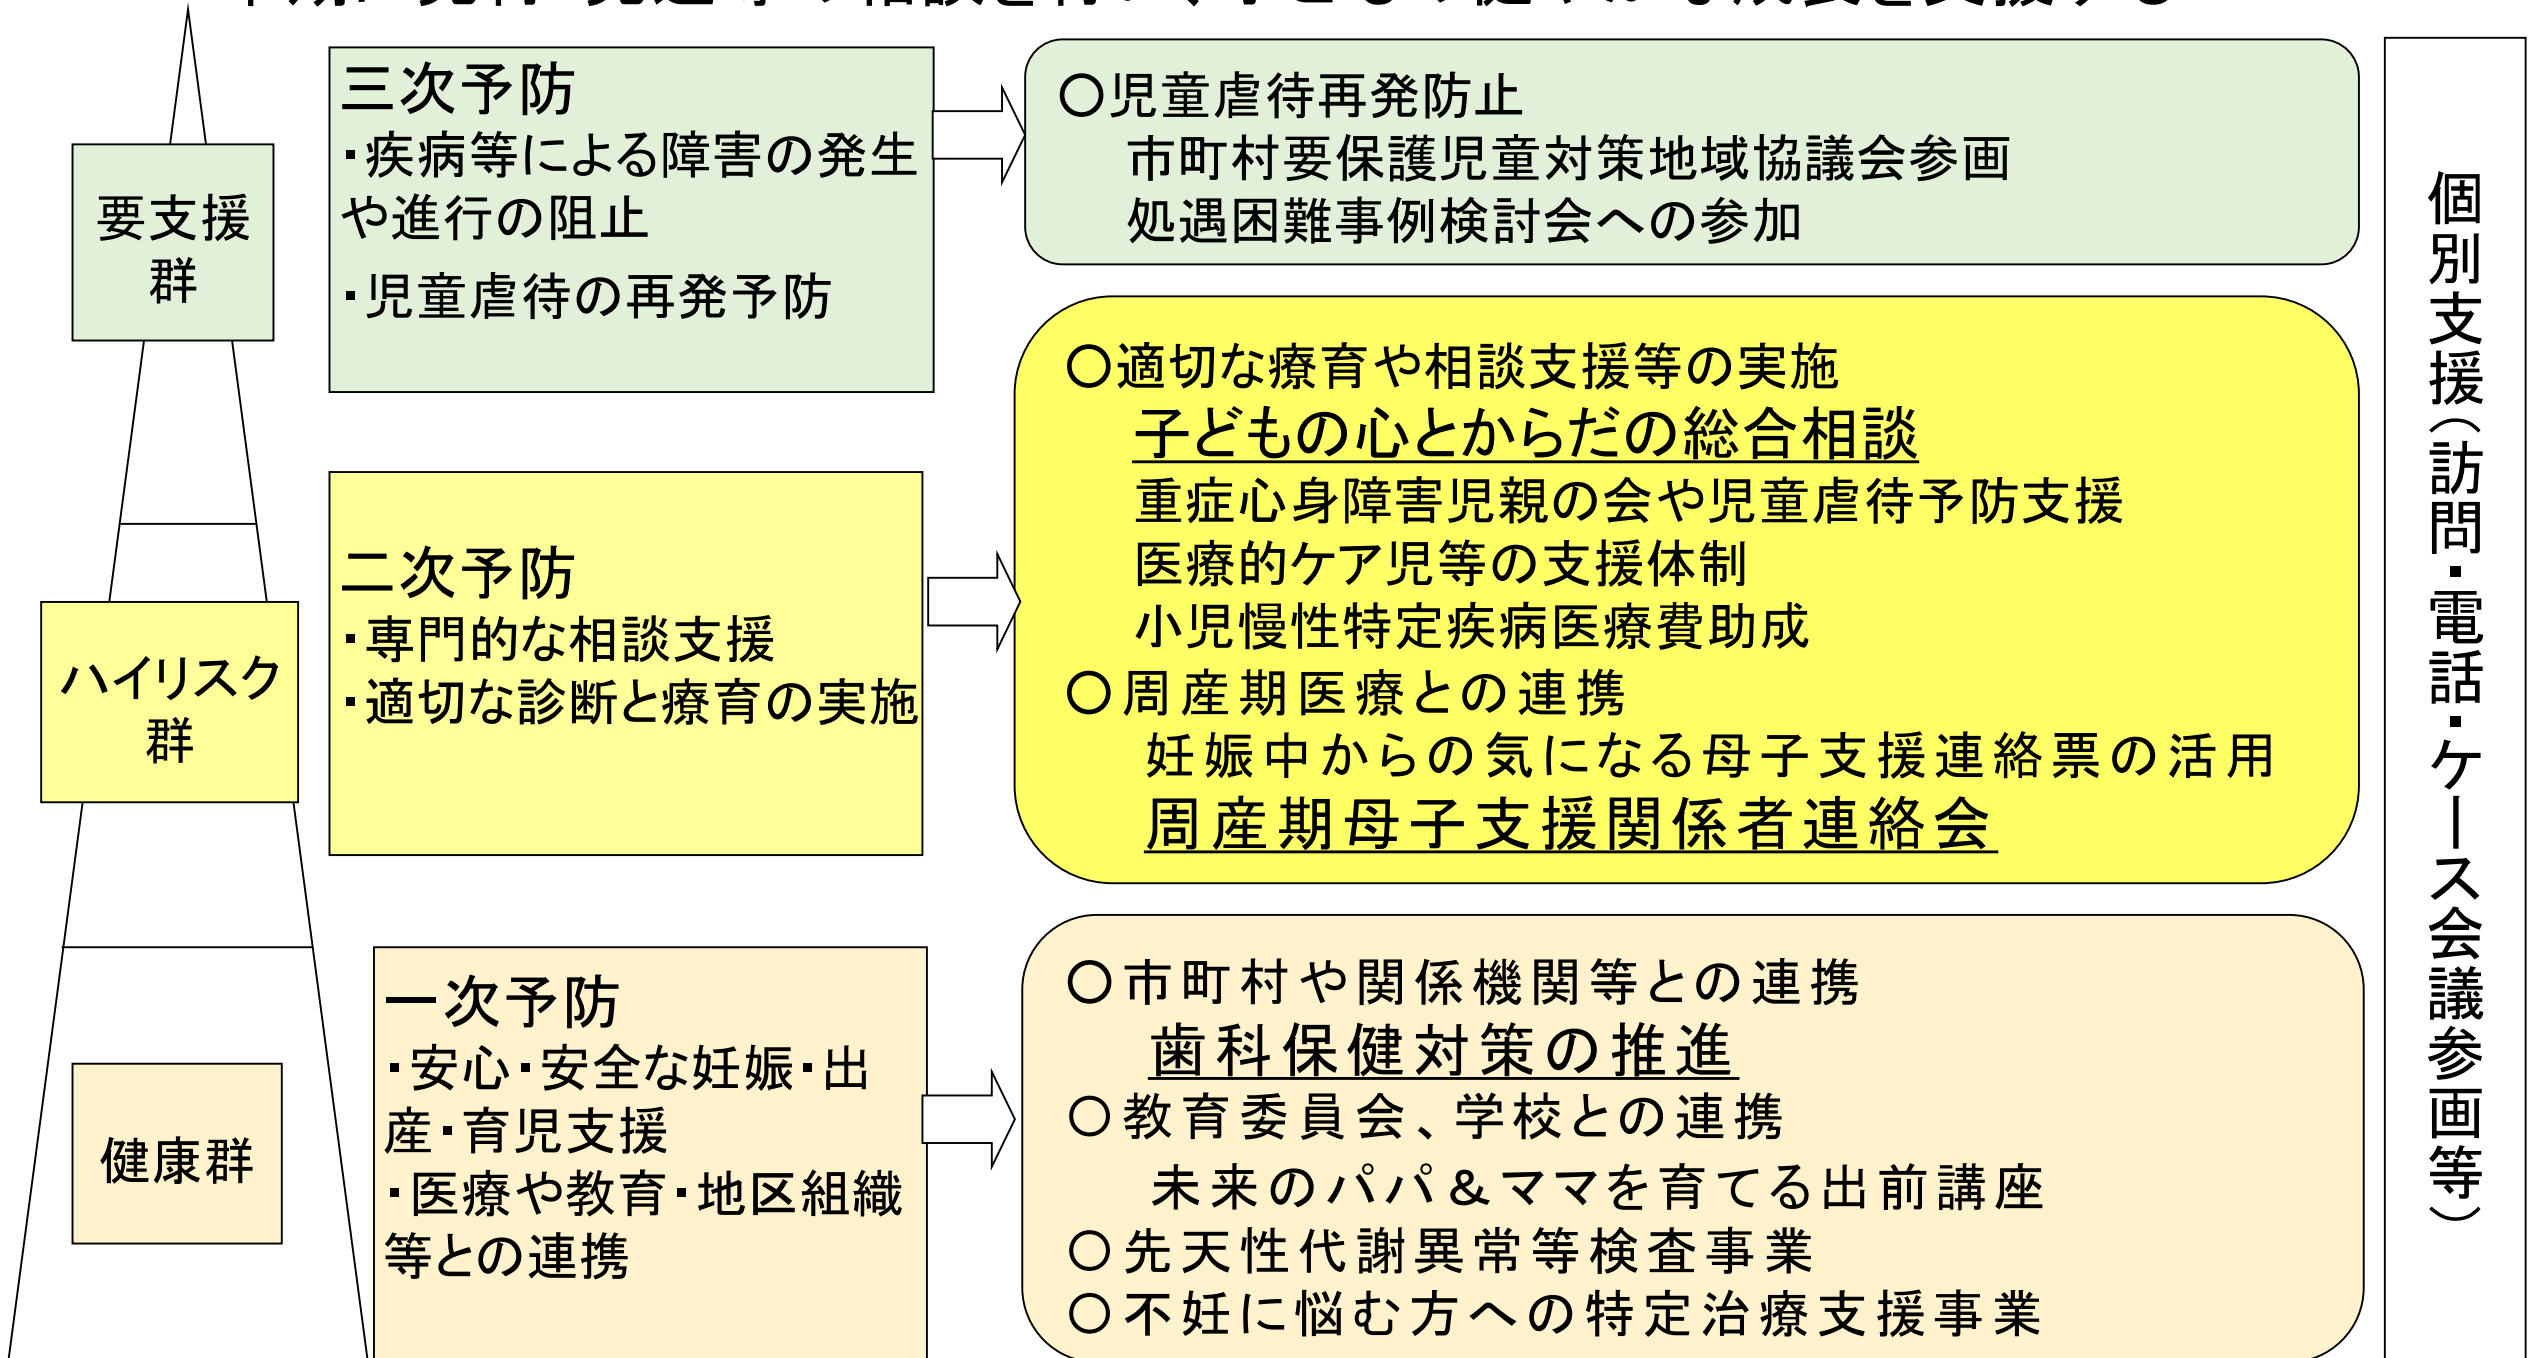 要支援
群
三次予防
・疾病等による障害の発生
や進行の阻止
・児童虐待の再発予防
〇児童虐待再発防止
市町村要保護児童対策地域協議会参画
処遇困難事例検討会への参加
ハイリスク
群
二次予防
・専門的な相談支援
・適切な診断と療育の実施
〇適切な療育や相談支援等の実施
子どもの心とからだの総合相談
重症心身障害児親の会や児童虐待予防支援
医療的ケア児等の支援体制
小児慢性特定疾病医療費助成
〇周産期医療との連携
妊娠中からの気になる母子支援連絡票の活用
周産期母子支援関係者連絡会
健康群
一次予防
・安心・安全な妊娠・出
産・育児支援
・医療や教育・地区組織
等との連携
〇市町村や関係機関等との連携
歯科保健対策の推進
〇教育委員会、学校との連携
未来のパパ＆ママを育てる出前講座
〇先天性代謝異常等検査事業
〇不妊に悩む方への特定治療支援事業
個別支援（訪問・電話・ケース会議参画等）